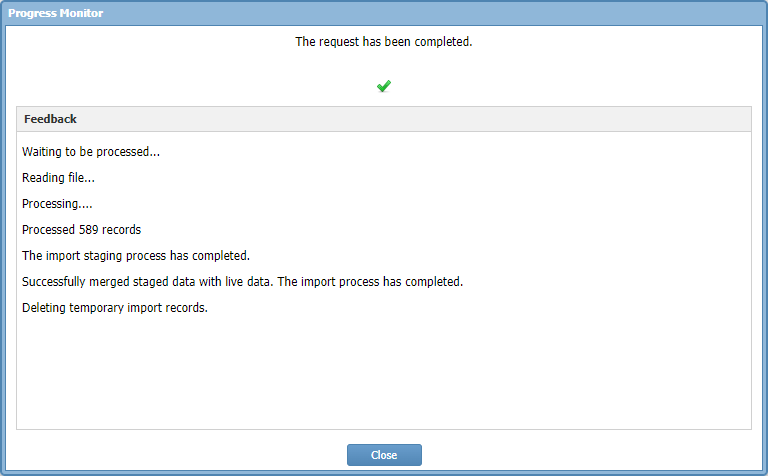 Progress Monitor
The request has been completed.
Feedback
Waiting to be processed...
Reading file...
Processing....
Processed 589 records
The import staging process has completed.
Successfully merged staged data with live data. The import process has completed.
Deleting temporary import records.
Close